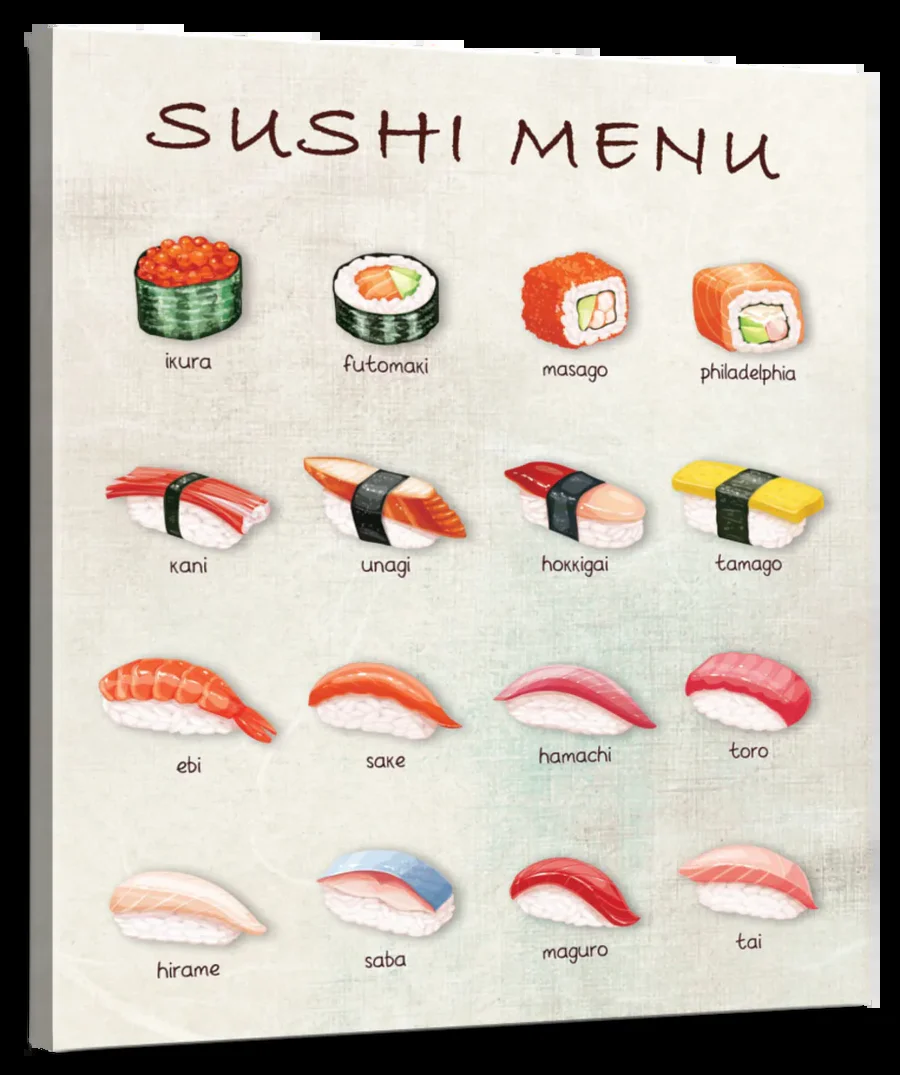 SUSHI MENU
ikura futomaki masago philadelphia
kani unagi hokkigai tamago
ebi sake hamachi toro
hirame saba maguro tai